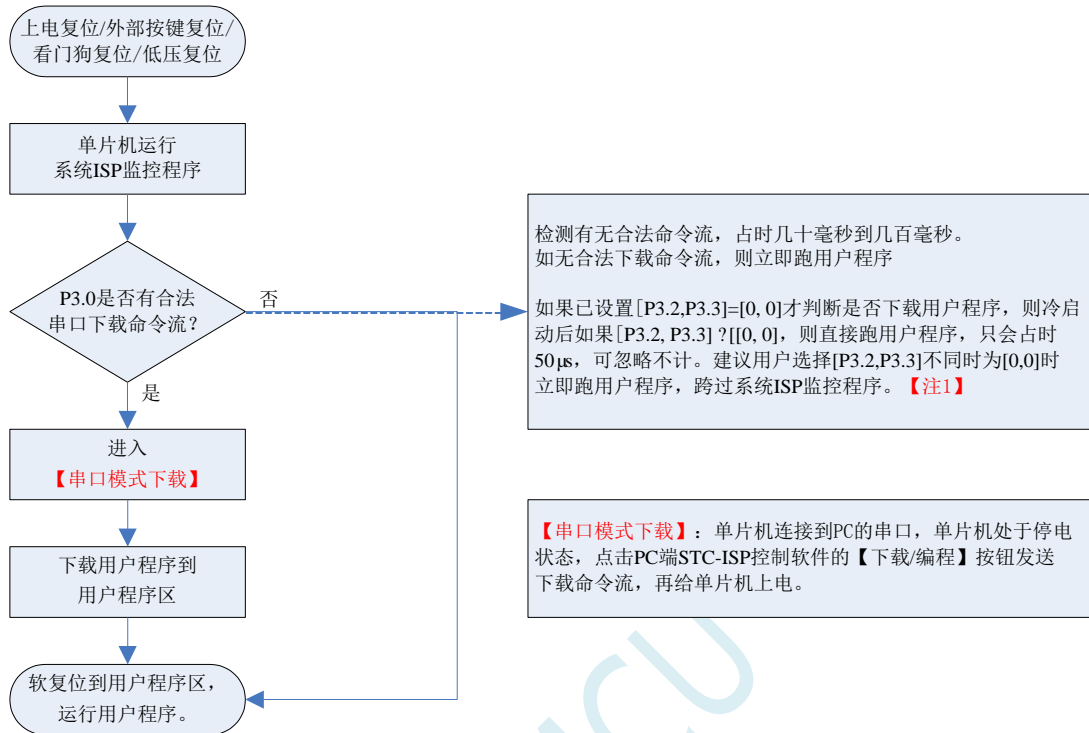 上电复位/外部按键复位/
看门狗复位/低压复位
单片机运行
系统ISP监控程序
P3.0是否有合法
串口下载命令流？
否
是
进入
【串口模式下载】
下载用户程序到
用户程序区
软复位到用户程序区，
运行用户程序。
检测有无合法命令流，占时几十毫秒到几百毫秒。
如无合法下载命令流，则立即跑用户程序
如果已设置[P3.2,P3.3]=[0, 0]才判断是否下载用户程序，则冷启
动后如果[P3.2, P3.3] ?[[0, 0]，则直接跑用户程序，只会占时
50μs，可忽略不计。建议用户选择[P3.2,P3.3]不同时为[0,0]时
立即跑用户程序，跨过系统ISP监控程序。【注1】
【串口模式下载】：单片机连接到PC的串口，单片机处于停电
状态，点击PC端STC-ISP控制软件的【下载/编程】按钮发送
下载命令流，再给单片机上电。
MCU